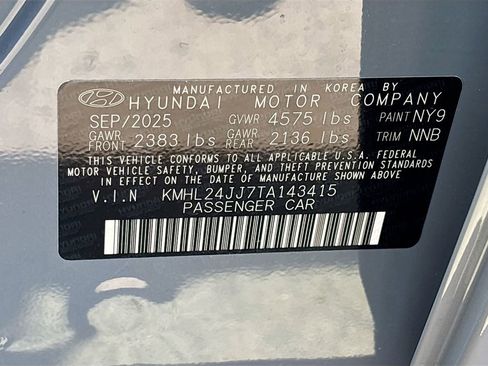 MANUFACTURED IN KOREA BY
HYUNDAI MOTOR COMPANY
SEP/2025 GVWR 4575 lbs PAINT NY9
GAWR FRONT 2383 lbs GAWR REAR 2136 lbs TRIM NNB
THIS VEHICLE CONFORMS TO ALL APPLICABLE U.S.A. FEDERAL
MOTOR VEHICLE SAFETY, BUMPER, AND THEFT PREVENTION STANDARDS
IN EFFECT ON THE DATE OF MANUFACTURE SHOWN ABOVE.
V.I.N KMHL24JJ7TA143415
PASSENGER CAR